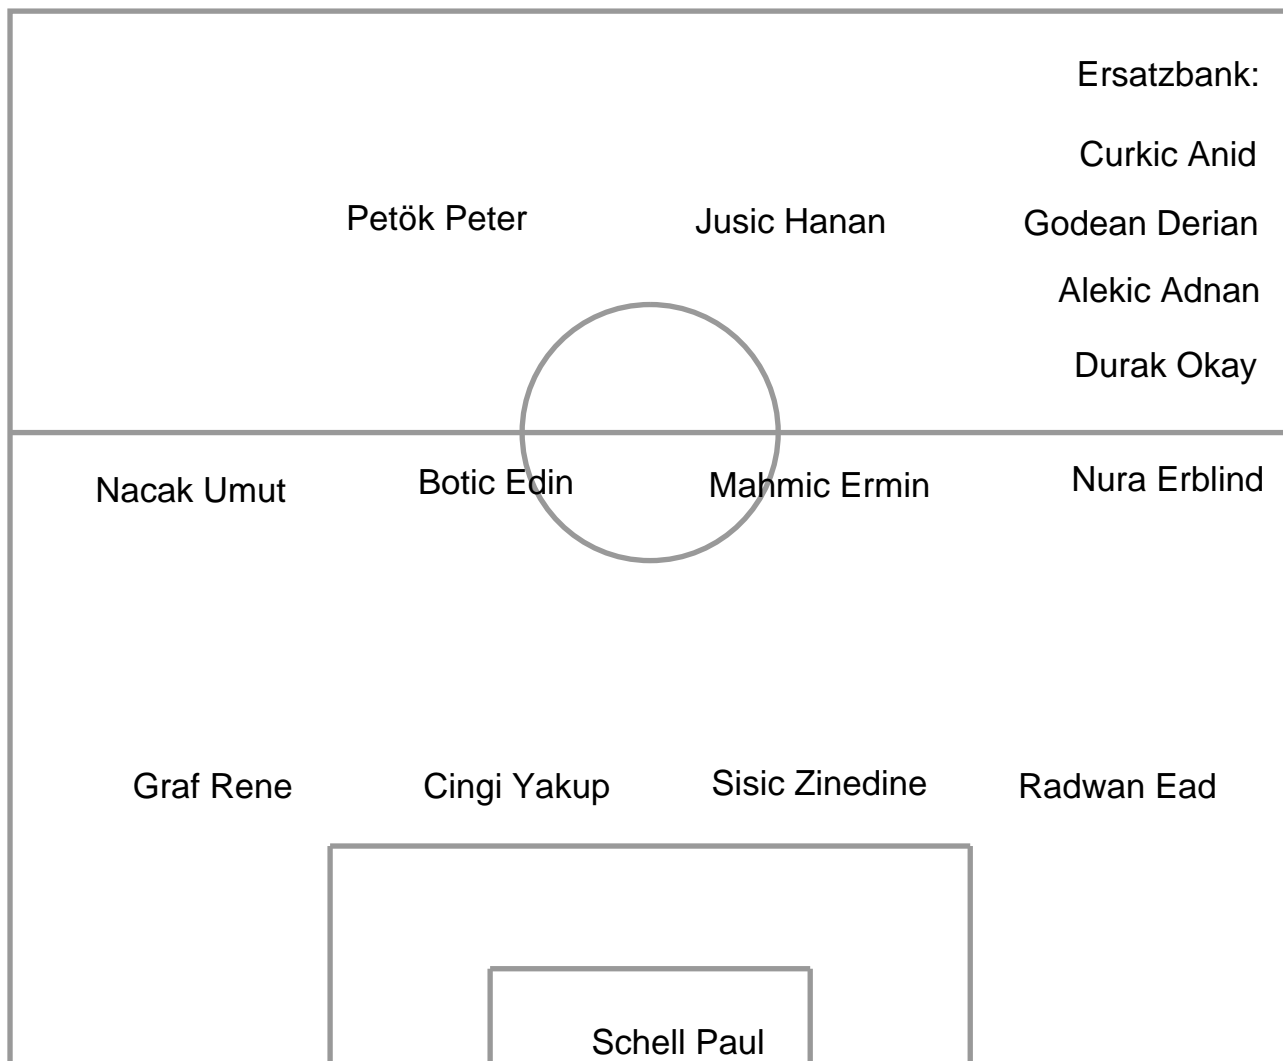 Ersatzbank:
Curkic Anid
Petök Peter
Jusic Hanan
Godean Derian
Alekic Adnan
Durak Okay
Nacak Umut
Botic Edin
Mahmic Ermin
Nura Erblind
Graf Rene
Cingi Yakup
Sisic Zinedine
Radwan Ead
Schell Paul